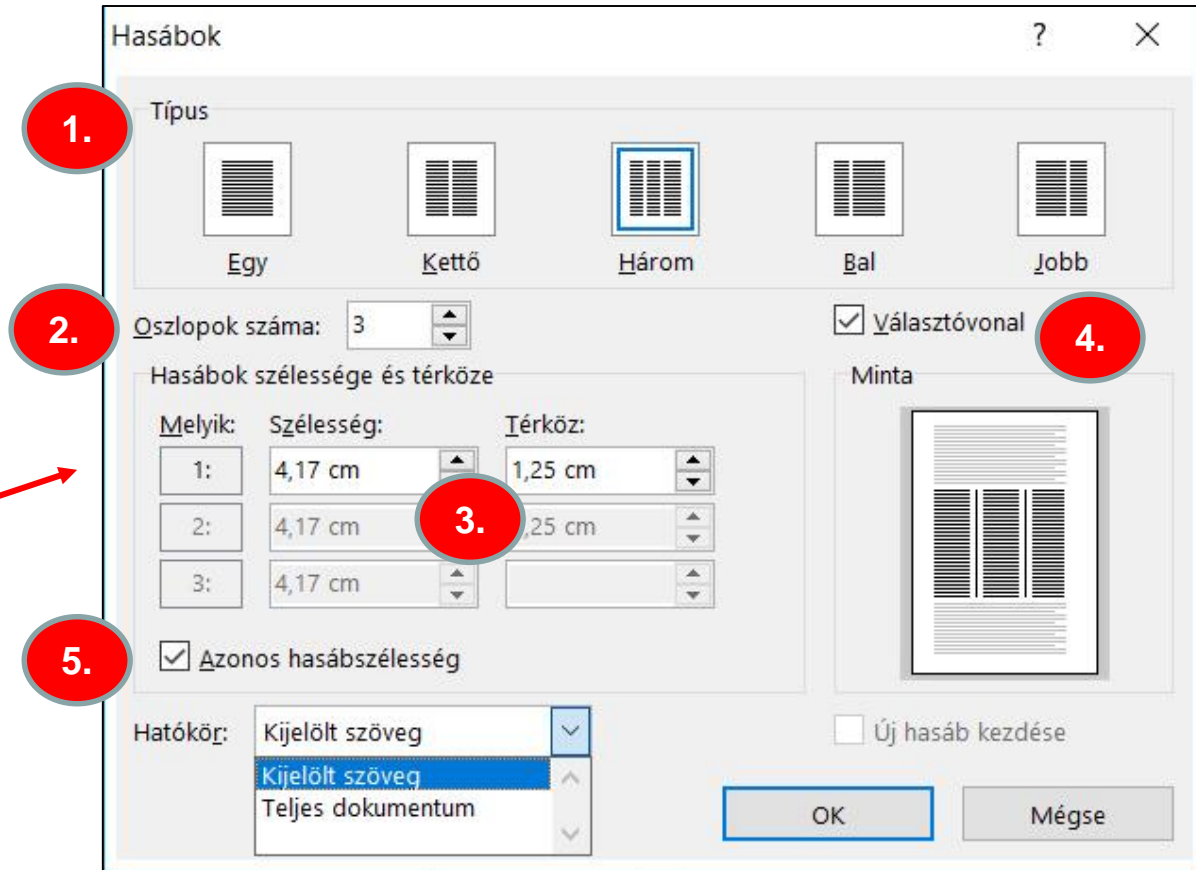 Hasábok ?
Típus
1.
Egy Kettő Három Bal Jobb
2. Oszlopok száma: 3 Választóvonal 4.
Hasábok szélessége és térköze Minta
Melyik: Szélesség: Térköz:
1: 4,17 cm 1,25 cm
2: 4,17 cm 3. ,25 cm
3: 4,17 cm
5. Azonos hasábszélesség
Hatókör: Kijelölt szöveg Új hasáb kezdése
Kijelölt szöveg
Teljes dokumentum
OK Mégse